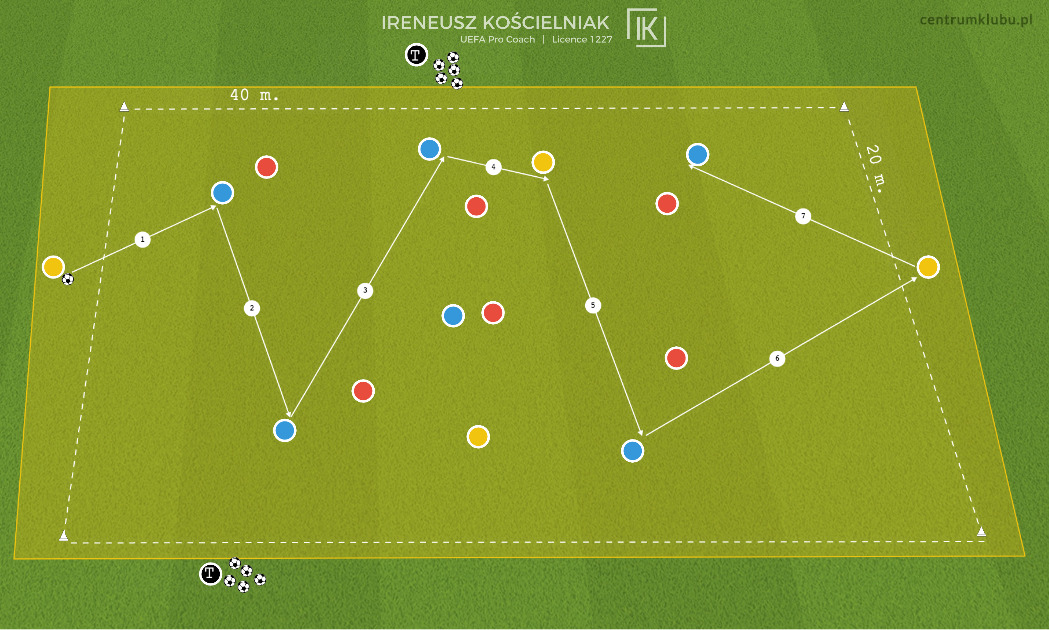 IRENEUSZ KOŚCIELNIAK
UEFA Pro Coach | Licence 1227
IK
centrumklubu.pl
T
40 m.
20 m.
4
7
1
3
5
2
6
T